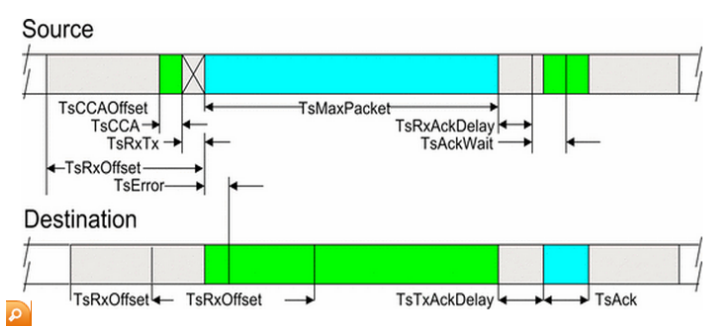 Source
TsCCAOffset
TsMaxPacket
TsCCA
TsRxAckDelay
TsRxTx
TsAckWait
TsRxOffset
TsError
Destination
TsRxOffset TsRxOffset TsTxAckDelay TsAck